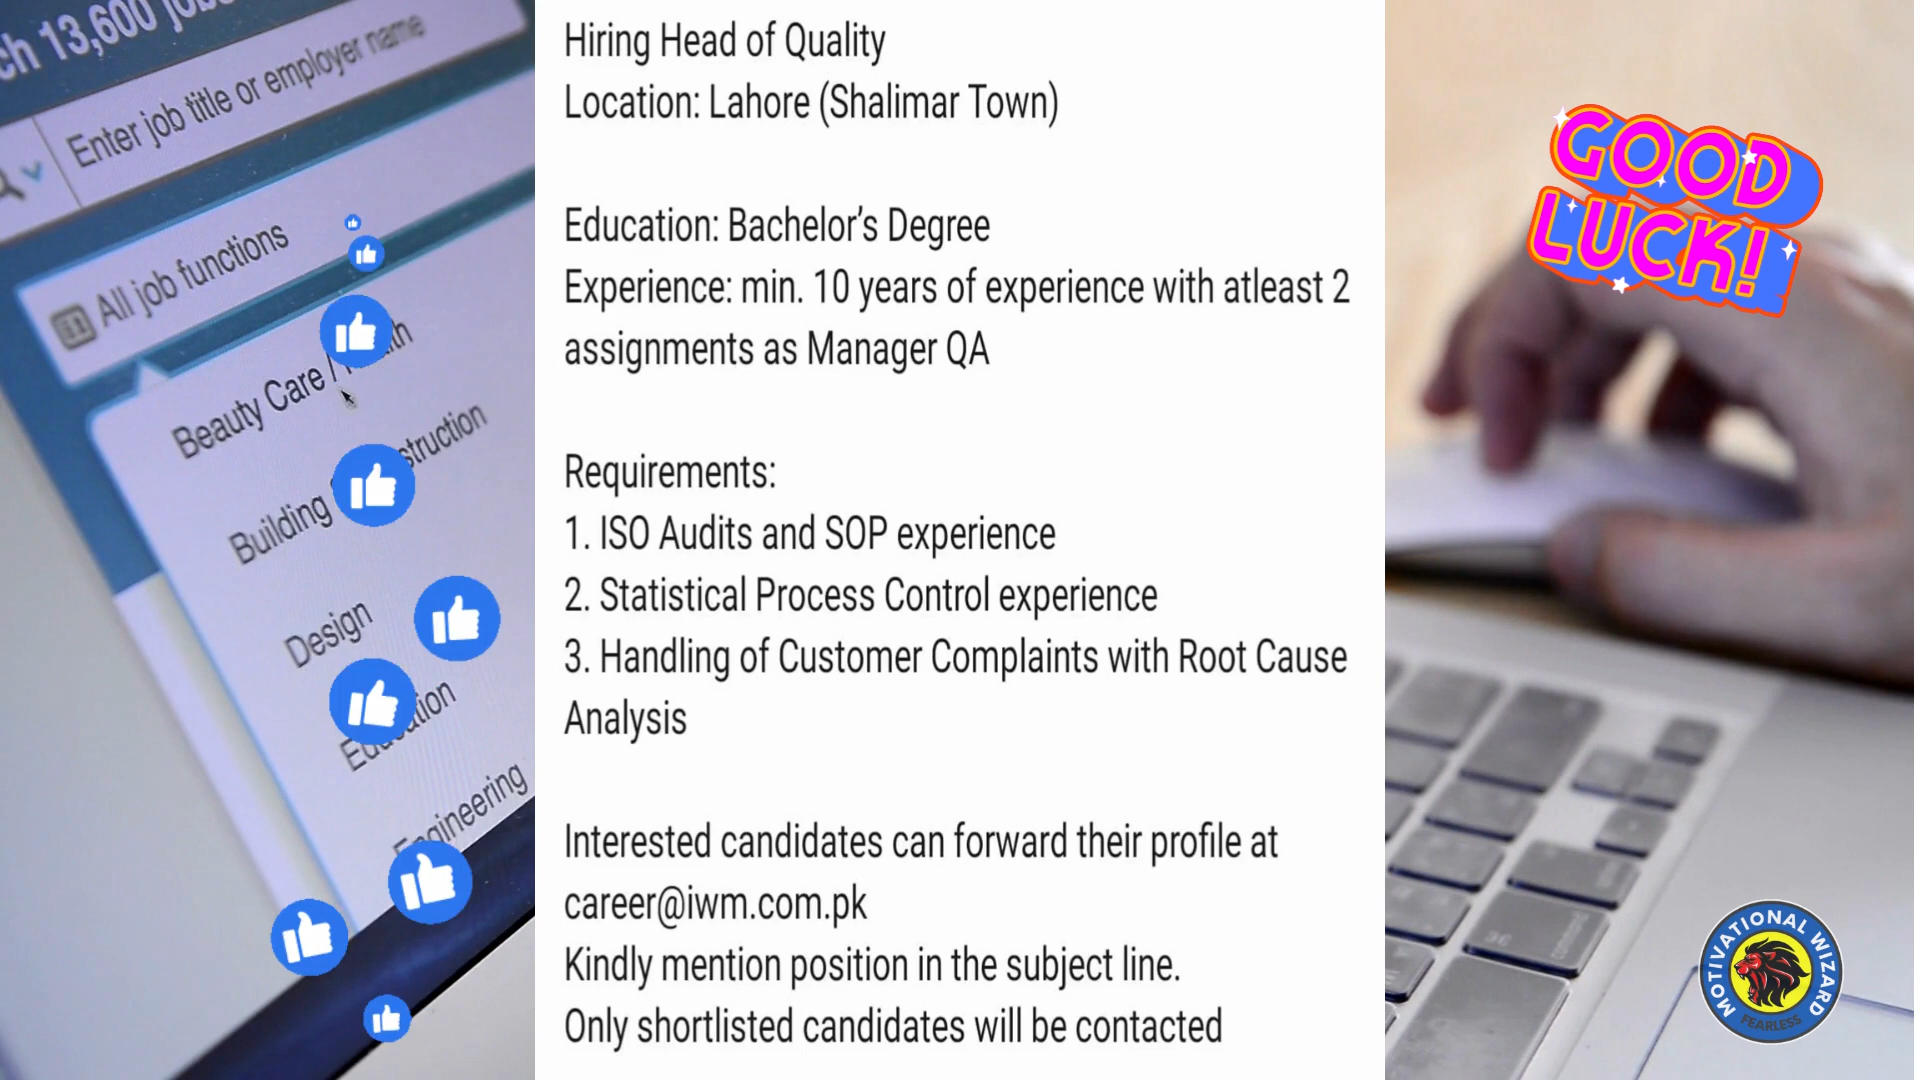 ch 13,600 jobs
Enter job title or employer name
All job functions
Beauty Care /
Building
struction
Design
Education
Engineering
Hiring Head of Quality
Location: Lahore (Shalimar Town)
Education: Bachelor’s Degree
Experience: min. 10 years of experience with atleast 2
assignments as Manager QA
Requirements:
1. ISO Audits and SOP experience
2. Statistical Process Control experience
3. Handling of Customer Complaints with Root Cause
Analysis
Interested candidates can forward their profile at
career@iwm.com.pk
Kindly mention position in the subject line.
Only shortlisted candidates will be contacted
GOOD
LUCK!
MOTIVATIONAL WIZARD
FEARLESS